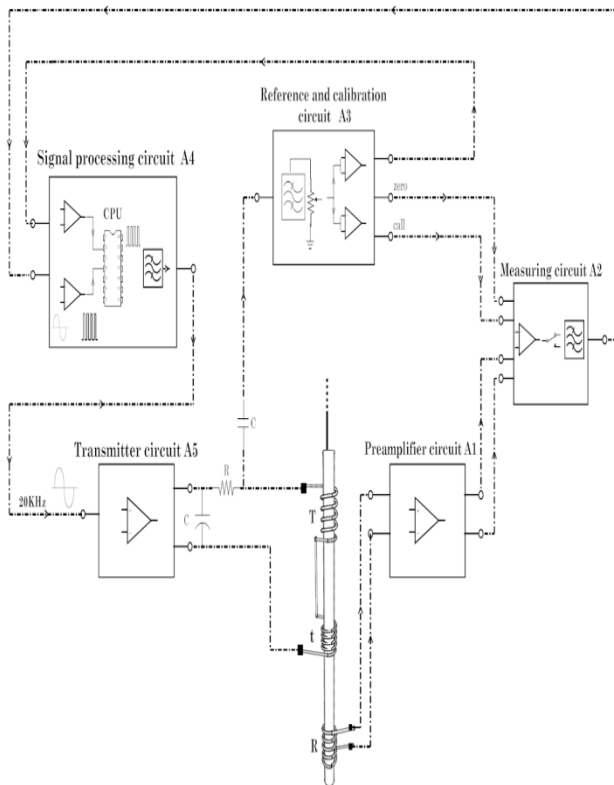 Reference and calibration
circuit A3
Signal processing circuit A4
CPU
zero
call
Measuring circuit A2
C
Transmitter circuit A5
R
20KHz
C
T
Preamplifier circuit A1
t
R